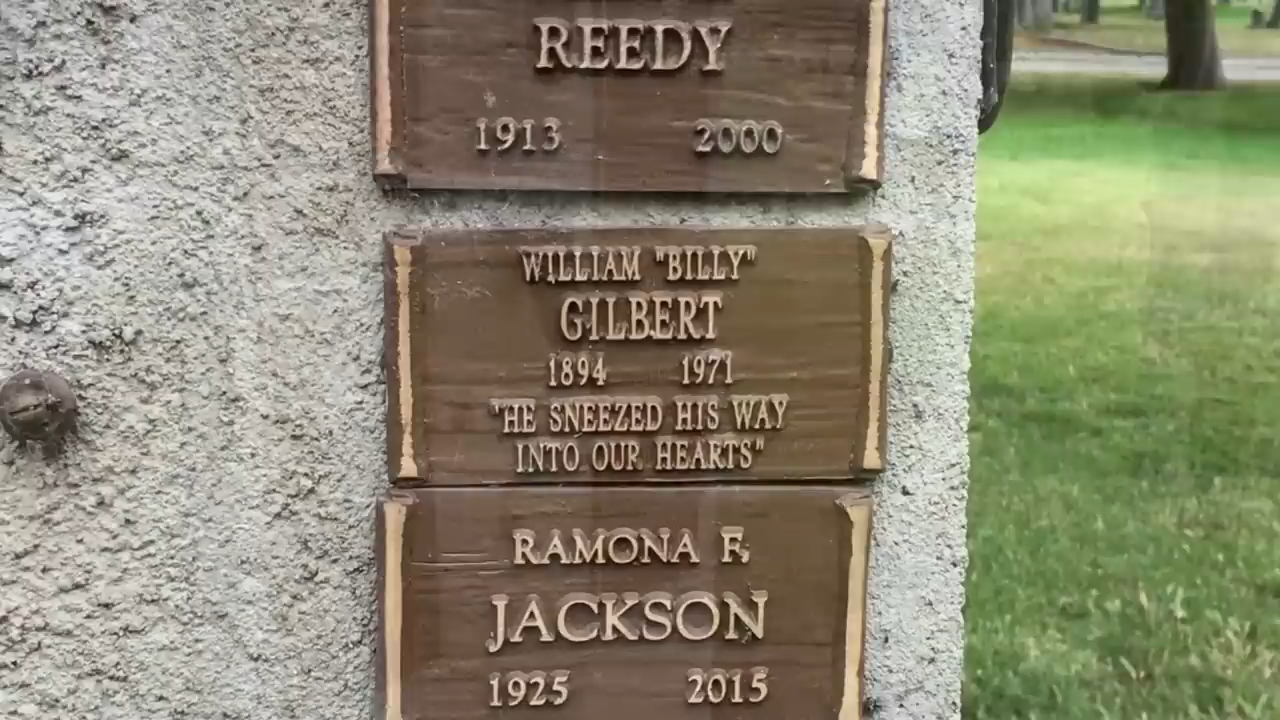 REEDY
1913 2000
WILLIAM "BILLY"
GILBERT
1894 1971
"HE SNEEZED HIS WAY
INTO OUR HEARTS"
RAMONA F.
JACKSON
1925 2015